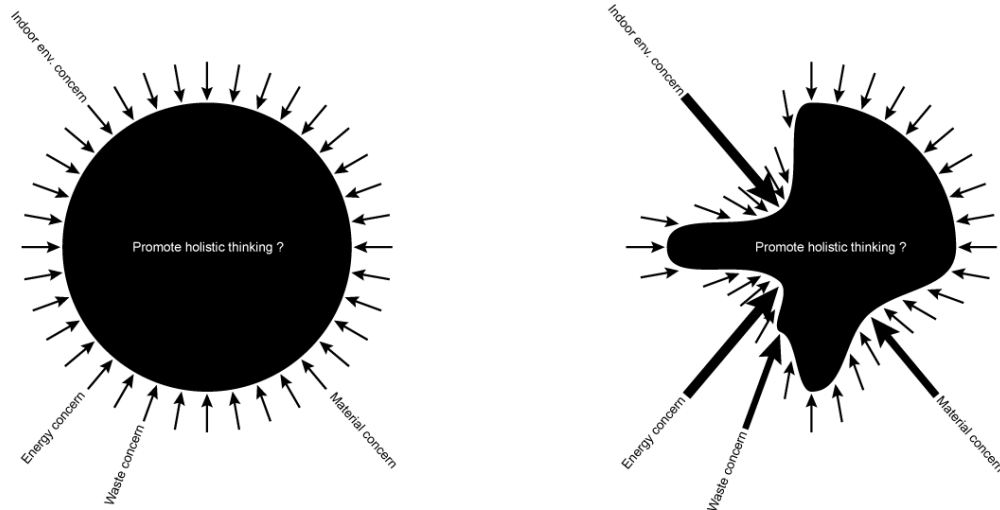 Indoor env. concern
Promote holistic thinking ?
Energy concern
Waste concern
Material concern
Indoor env. concern
Promote holistic thinking ?
Energy concern
Waste concern
Material concern